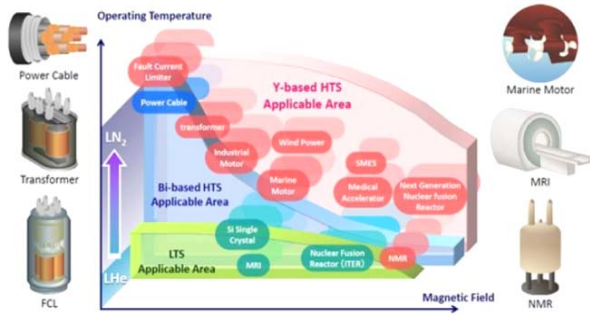 Operating Temperature
Power Cable
Transformer
FCL
Fault Current
Limiter
Power Cable
transformer
Industrial
Motor
Wind Power
Marine
Motor
SMES
Medical
Accelerator
Next Generation
Nuclear fusion
Reactor
Y-based HTS
Applicable Area
LN2
Bi-based HTS
Applicable Area
Si Single
Crystal
LTS
Applicable Area
MRI
Nuclear Fusion
Reactor (ITER)
NMR
LHe
Magnetic Field
Marine Motor
MRI
NMR